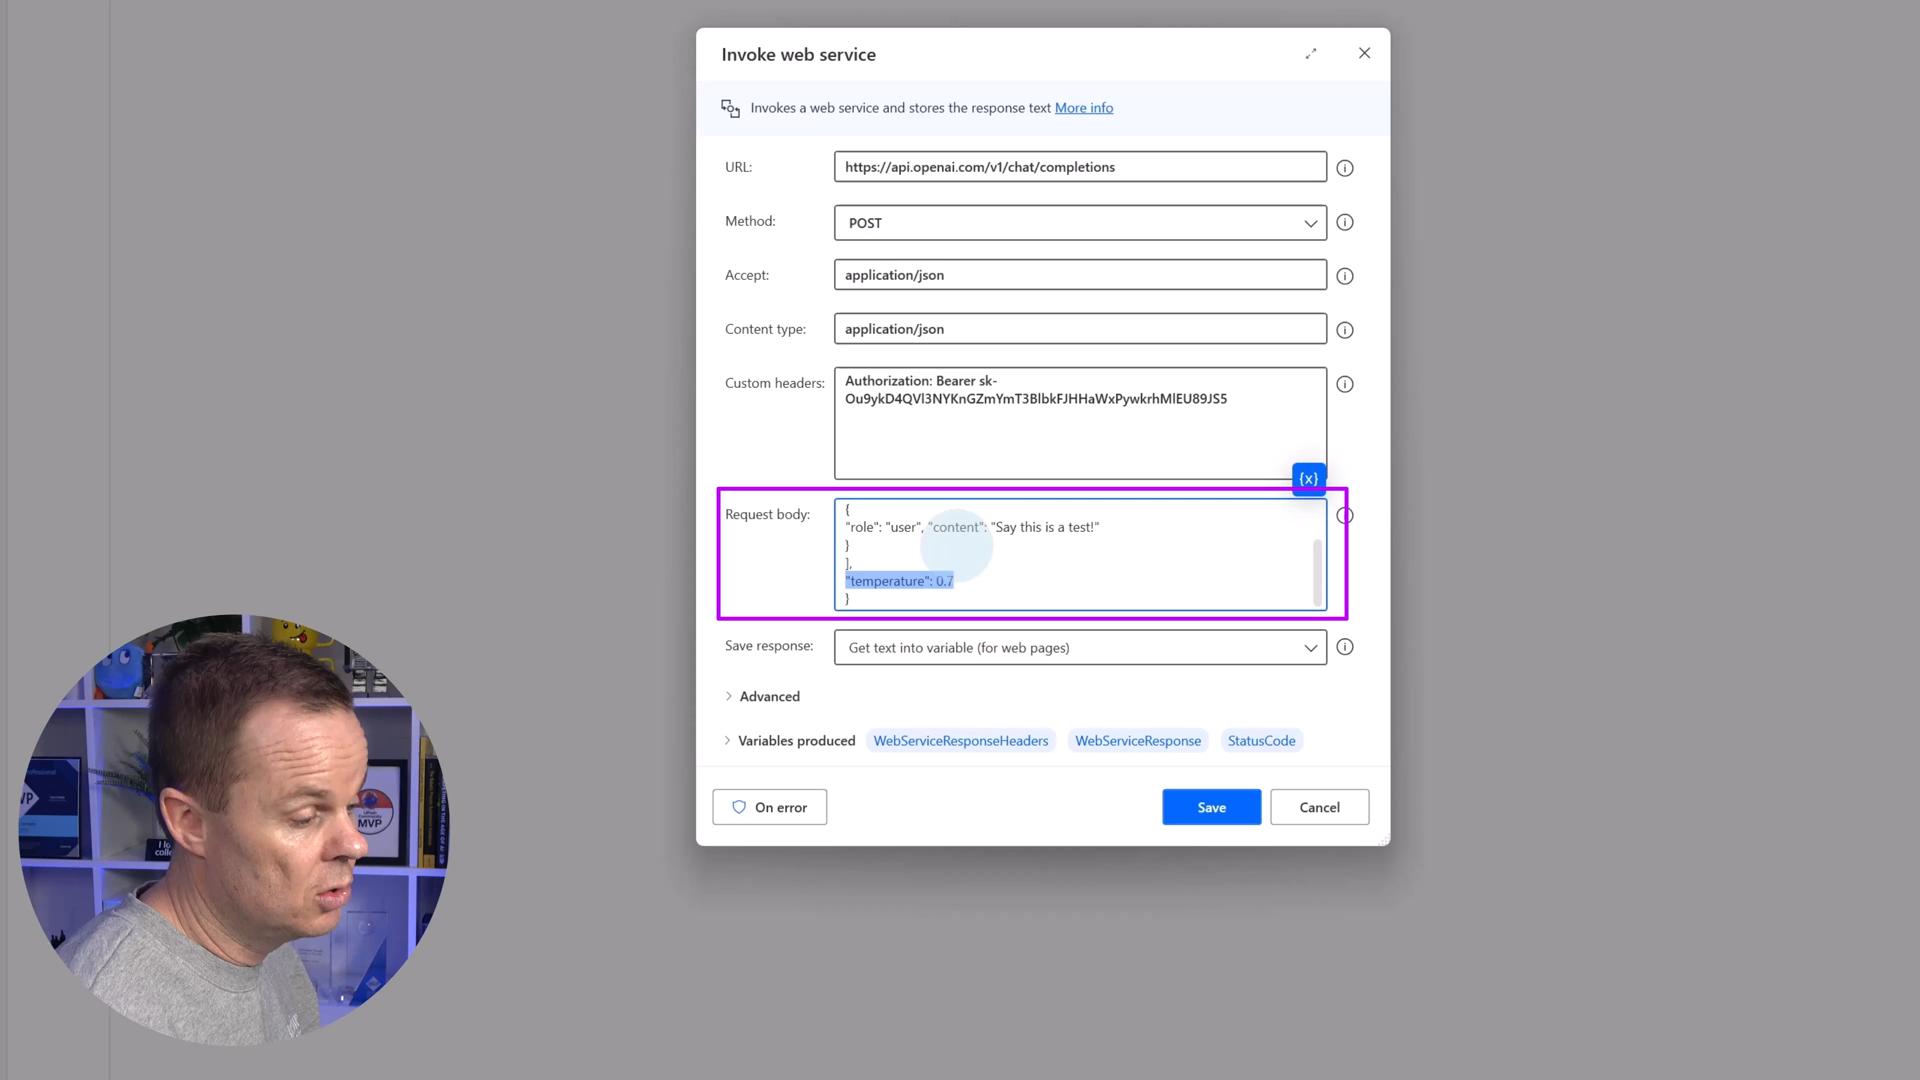 Invoke web service
Invokes a web service and stores the response text More info
URL:
https://api.openai.com/v1/chat/completions
Method:
POST
Accept:
application/json
Content type:
application/json
Custom headers:
Authorization: Bearer sk-
Ou9ykD4QVl3NYKnGZmYmT3BlbkFJHHaWxPywkrhMlEU89JS5
{x}
Request body:
{
"role": "user", "content": "Say this is a test!"
}
],
"temperature": 0.7
}
Save response:
Get text into variable (for web pages)
Advanced
Variables produced WebServiceResponseHeaders WebServiceResponse StatusCode
On error
Save
Cancel
MVP